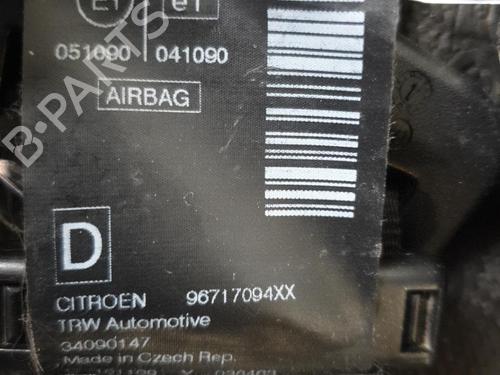 E1 e1
051090 041090
AIRBAG
D
CITROEN 96717094XX
TRW Automotive
34090147
Made in Czech Rep.
B-PARTS